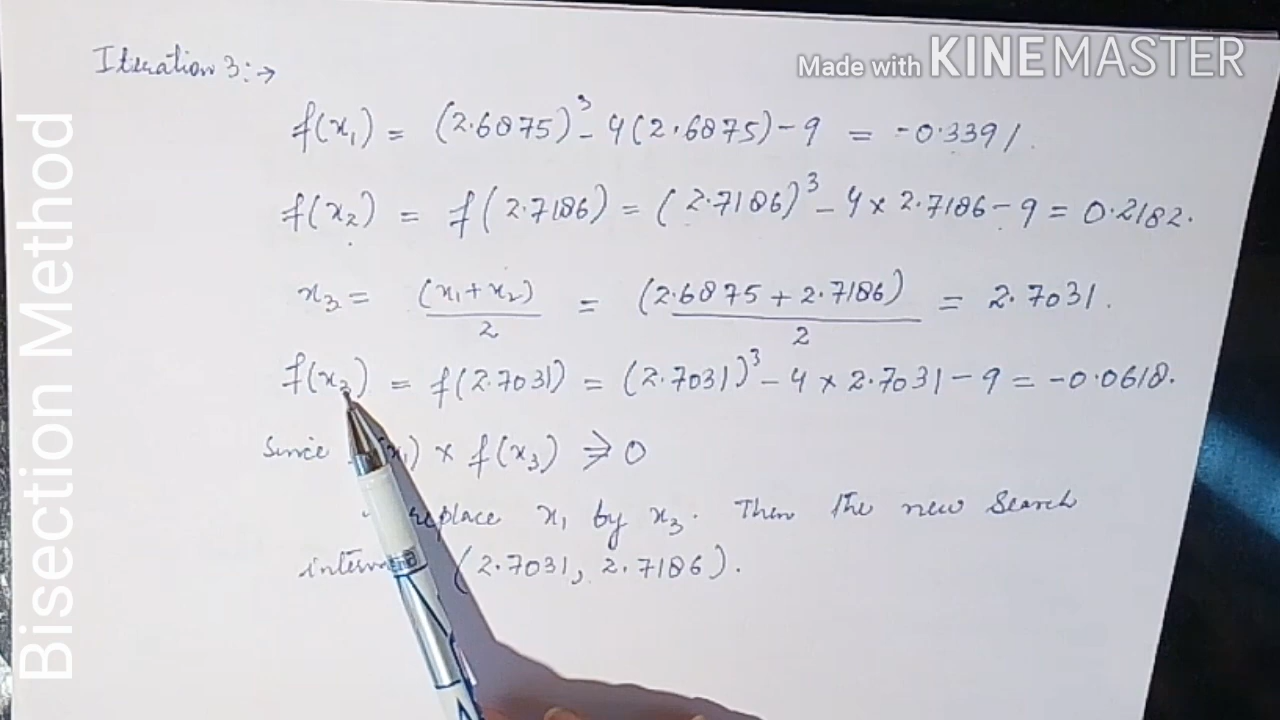 Made with KINEMASTER
Bisection Method
Iteration 3:→
f(x₁) = (2.6875)³ - 4(2.6875) - 9 = -0.3391.
f(x₂) = f(2.7186) = (2.7186)³ - 4 × 2.7186 - 9 = 0.2182.
x₃ = (x₁ + x₂)/2 = (2.6875 + 2.7186)/2 = 2.7031.
f(x₃) = f(2.7031) = (2.7031)³ - 4 × 2.7031 - 9 = -0.0618.
Since (x₁) × f(x₃) > 0
replace x₁ by x₃. Then the new search
(2.7031, 2.7186).